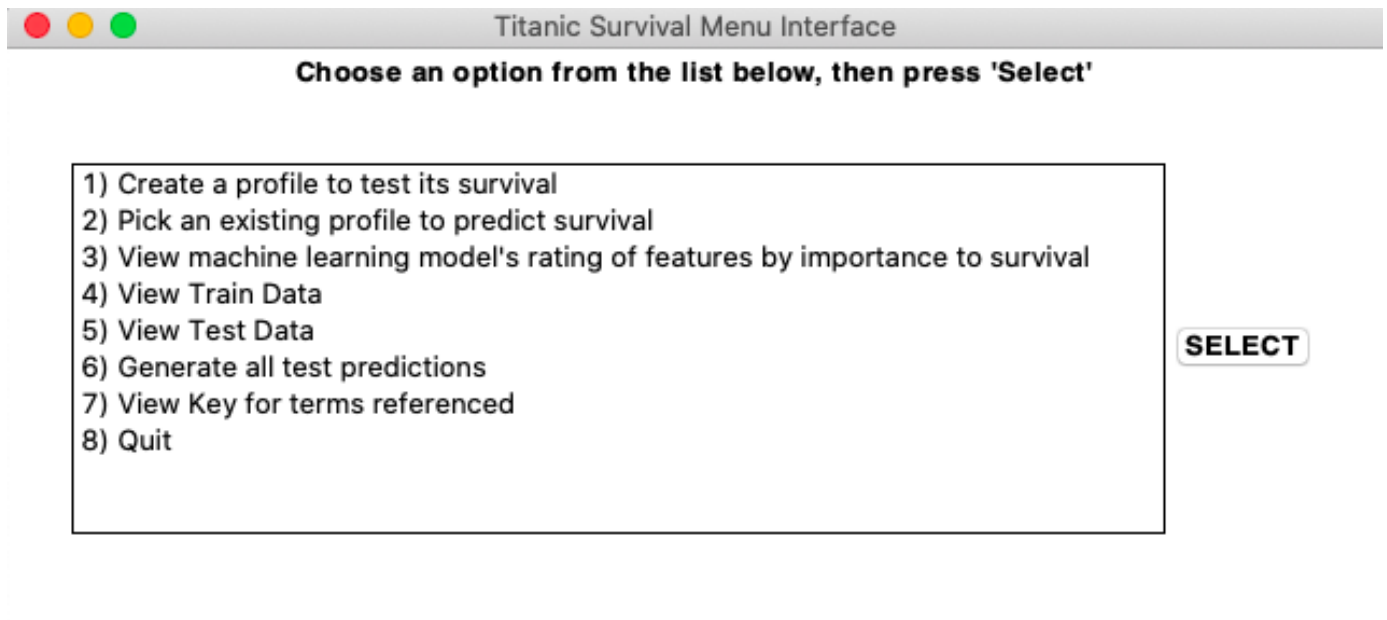 Titanic Survival Menu Interface
Choose an option from the list below, then press 'Select'
1) Create a profile to test its survival
2) Pick an existing profile to predict survival
3) View machine learning model's rating of features by importance to survival
4) View Train Data
5) View Test Data
6) Generate all test predictions
7) View Key for terms referenced
8) Quit
SELECT